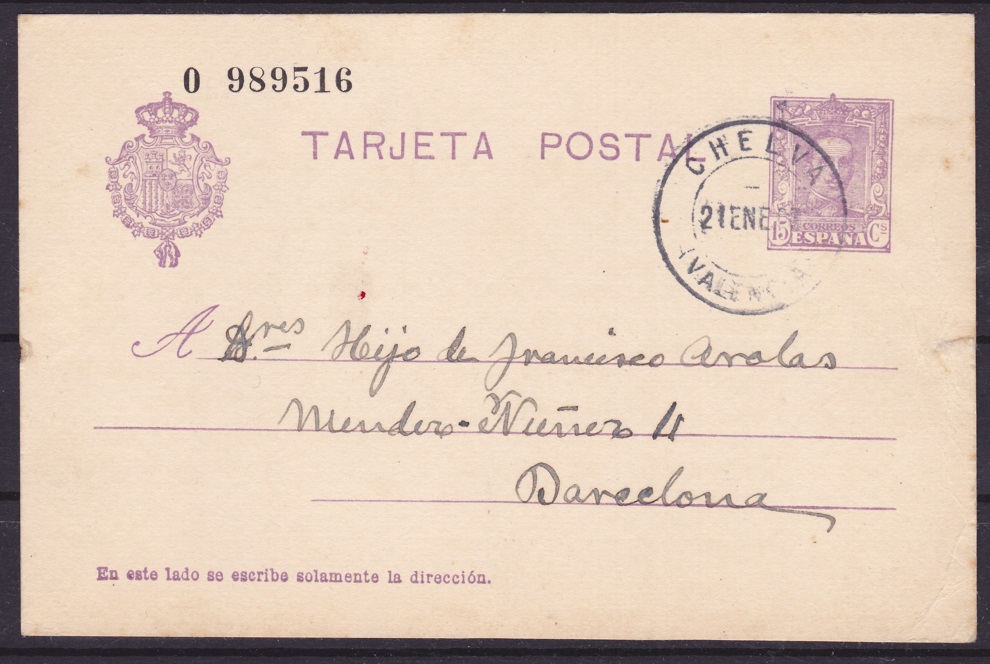 0 989516
TARJETA POSTAL
CHELVA
21 ENE
(VALENCIA)
15 CORREOS Cs
ESPAÑA
A Sres Hijo de Francisco Arolas
Mendez-Nuñez 4
Barcelona
En este lado se escribe solamente la dirección.